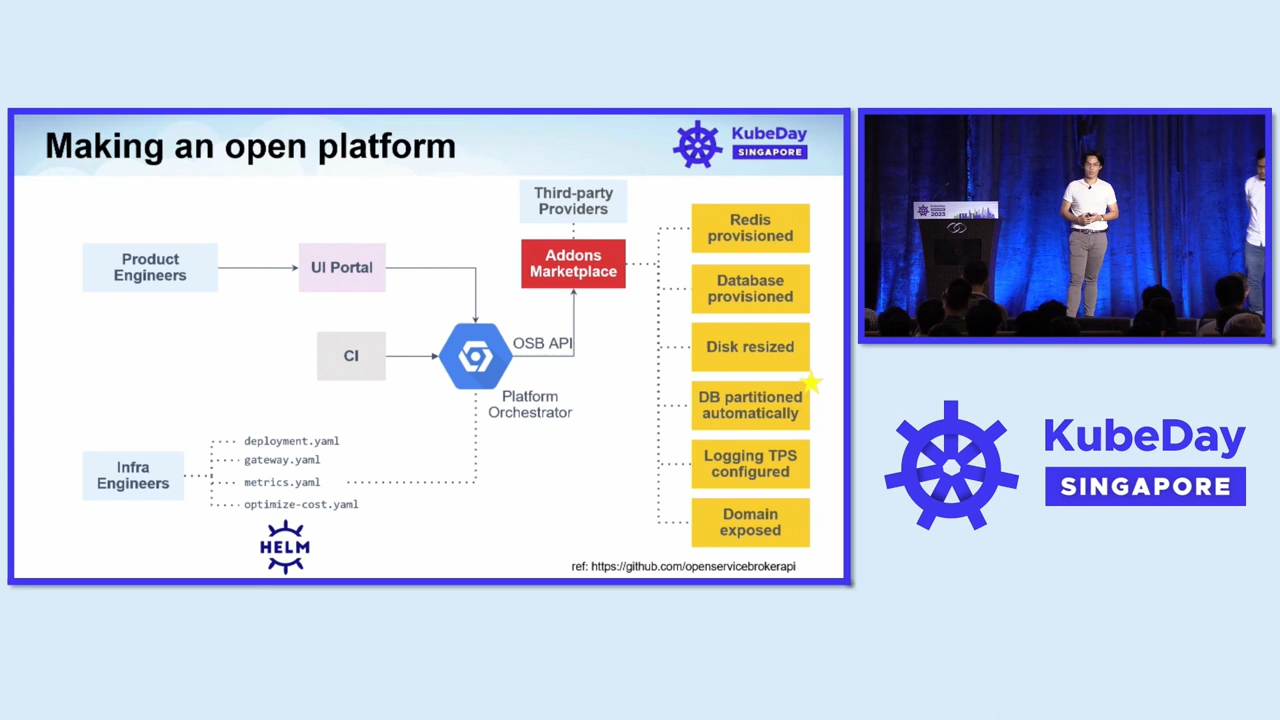 Making an open platform
KubeDay
SINGAPORE
Third-party
Providers
Product
Engineers
UI Portal
Addons
Marketplace
CI
OSB API
Platform
Orchestrator
Infra
Engineers
deployment.yaml
gateway.yaml
metrics.yaml
optimize-cost.yaml
HELM
Redis
provisioned
Database
provisioned
Disk resized
DB partitioned
automatically
Logging TPS
configured
Domain
exposed
ref: https://github.com/openservicebrokerapi
KubeDay
2023
KubeDay
SINGAPORE